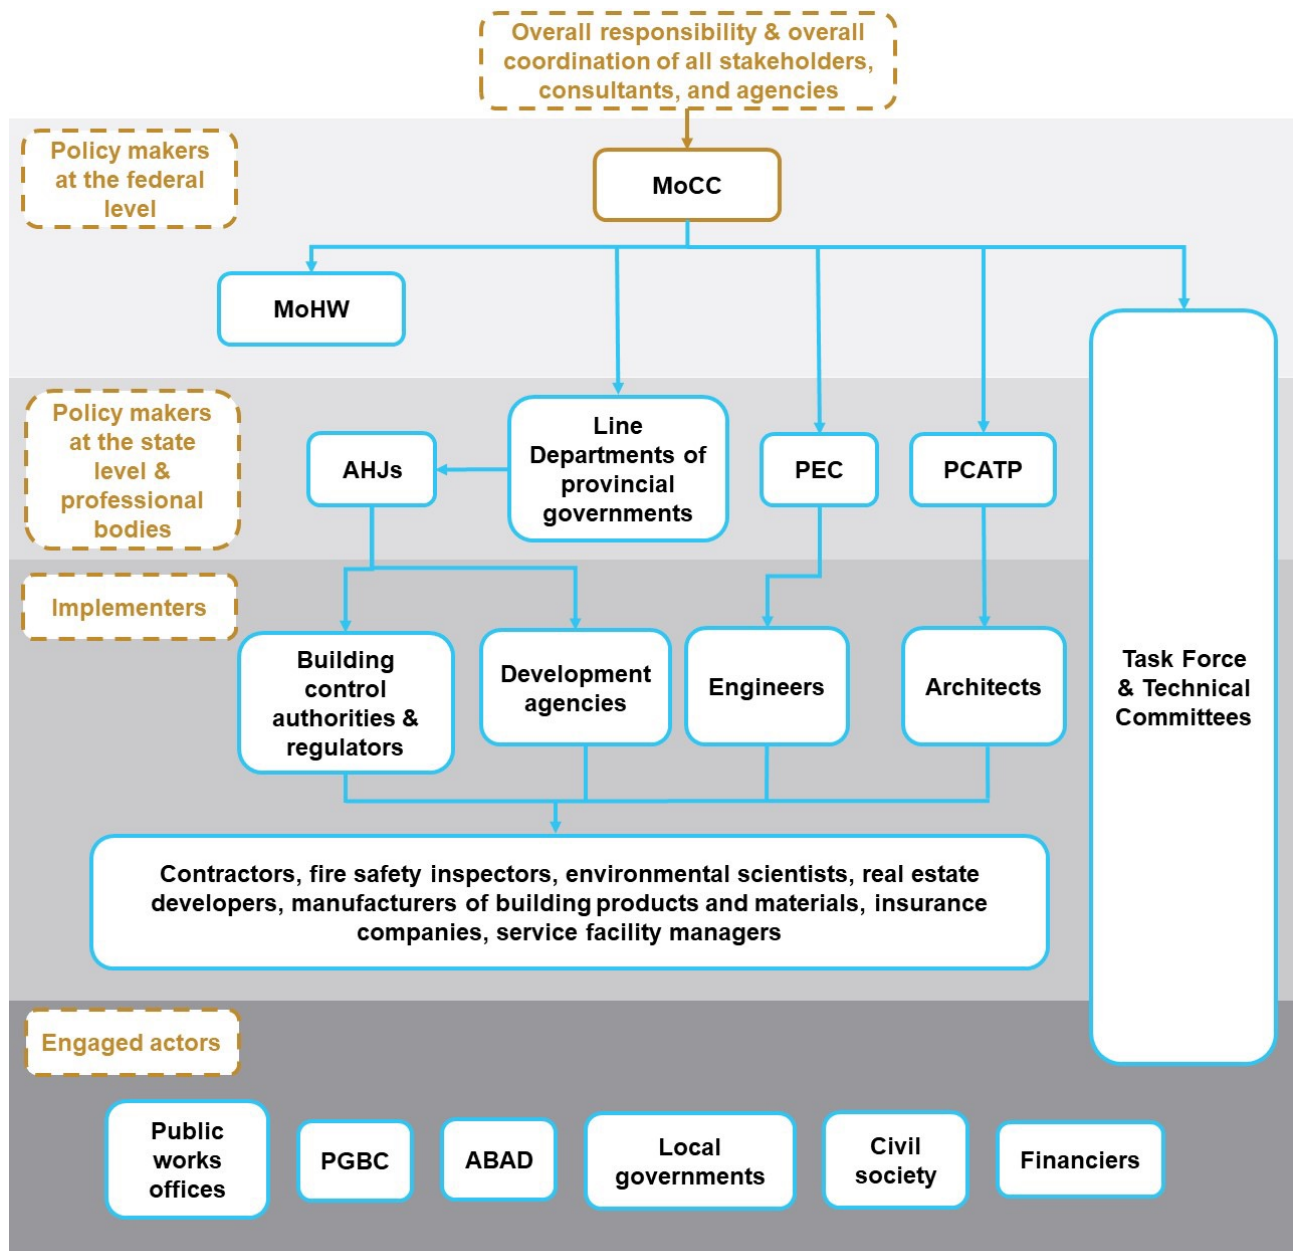 Overall responsibility & overall
coordination of all stakeholders,
consultants, and agencies
Policy makers
at the federal
level
MoCC
MoHW
Policy makers
at the state
level &
professional
bodies
AHJs
Line
Departments of
provincial
governments
PEC
PCATP
Task Force
& Technical
Committees
Implementers
Building
control
authorities &
regulators
Development
agencies
Engineers
Architects
Contractors, fire safety inspectors, environmental scientists, real estate
developers, manufacturers of building products and materials, insurance
companies, service facility managers
Engaged actors
Public
works
offices
PGBC
ABAD
Local
governments
Civil
society
Financiers